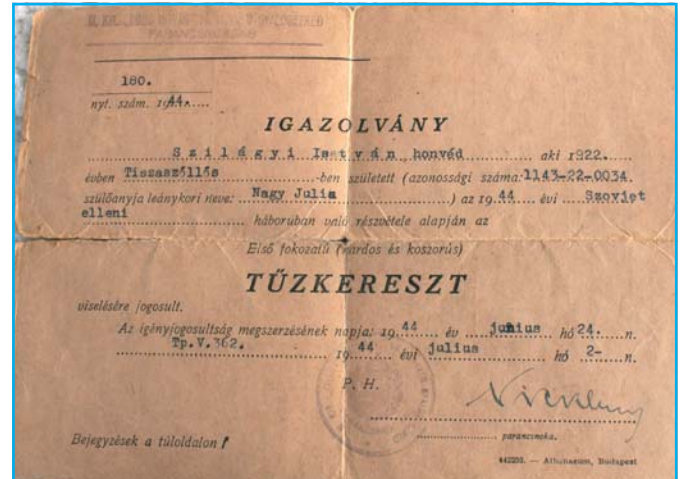 180.
nyt. szám. 1944.....
IGAZOLVÁNY
Szilágyi István honvéd aki 1922.
évben Tiszaszőllős -ben született (azonossági száma: 1143-22-0034.
szülőanyja leánykori neve: Nagy Julia ) az 1944 évi Szovjet
elleni háboruban való részvétele alapján az
Első fokozatú (kardos és koszorús)
TŰZKERESZT
viselésére jogosult.
Az igényjogosultság megszerzésének napja: 1944 év junius hó 24. n.
Tp.V.362. 1944 évi julius hó 2- n.
P. H.
parancsnoka.
Bejegyzések a túloldalon !
442233. — Athenaeum, Budapest